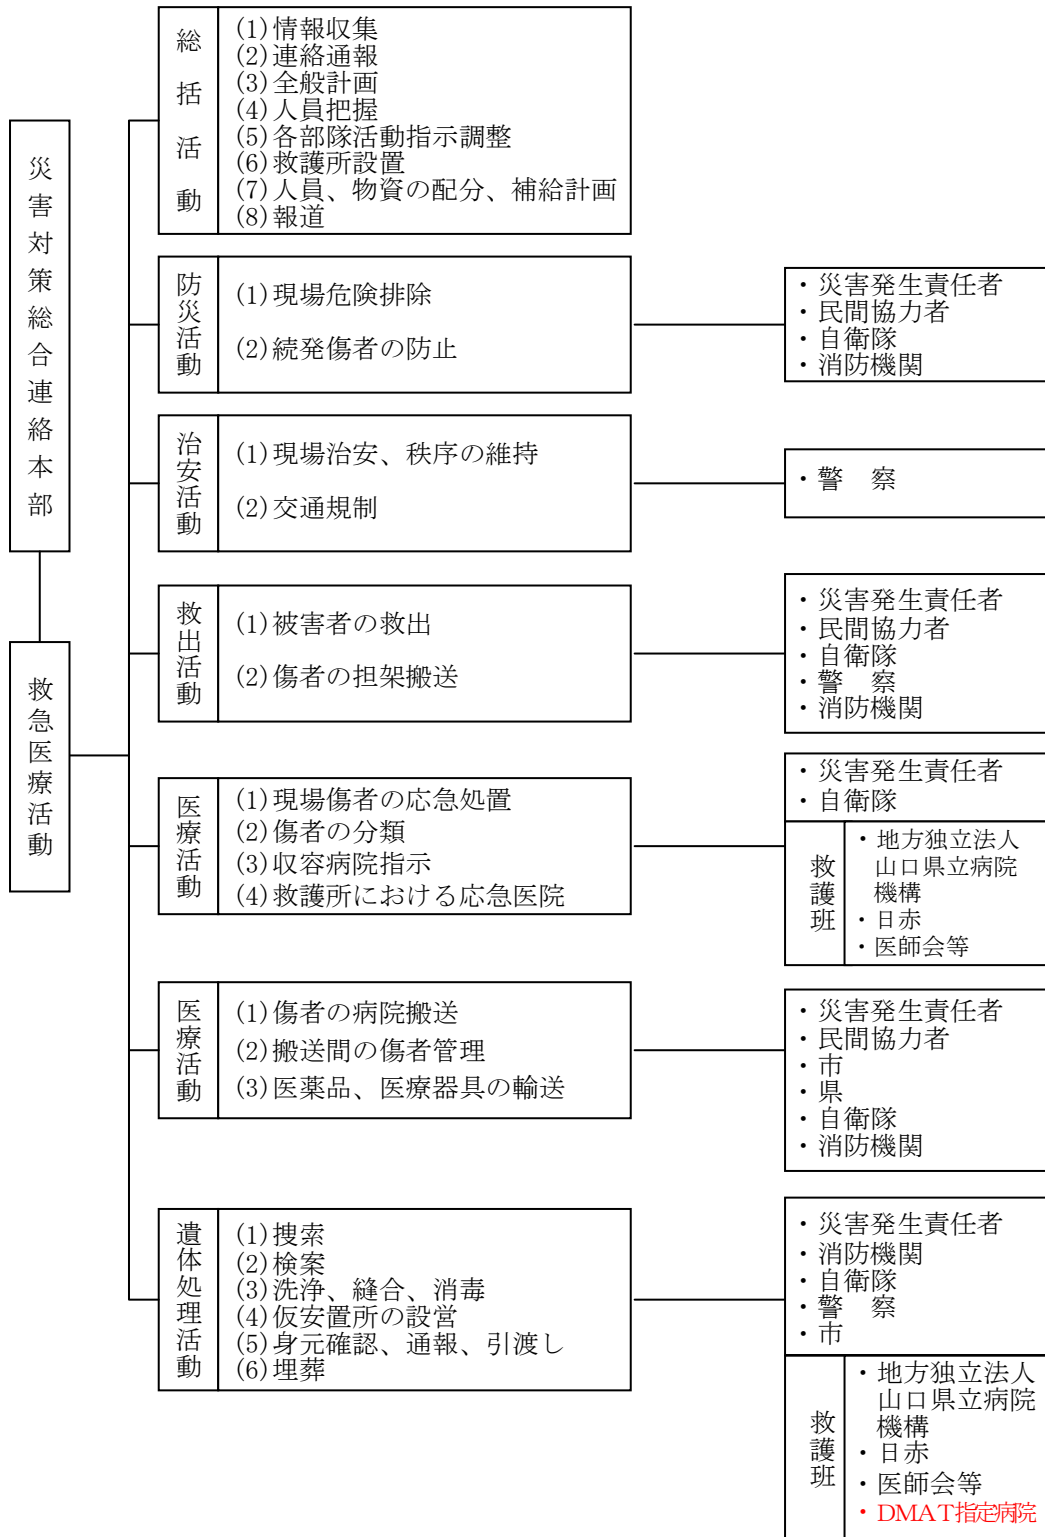 災害対策総合連絡本部
救急医療活動
総括活動
(1)情報収集
(2)連絡通報
(3)全般計画
(4)人員把握
(5)各部隊活動指示調整
(6)救護所設置
(7)人員、物資の配分、補給計画
(8)報道
防災活動
(1)現場危険排除
(2)続発傷者の防止
・災害発生責任者
・民間協力者
・自衛隊
・消防機関
治安活動
(1)現場治安、秩序の維持
(2)交通規制
・警　察
救出活動
(1)被害者の救出
(2)傷者の担架搬送
・災害発生責任者
・民間協力者
・自衛隊
・警　察
・消防機関
医療活動
(1)現場傷者の応急処置
(2)傷者の分類
(3)収容病院指示
(4)救護所における応急医院
・災害発生責任者
・自衛隊
救護班
・地方独立法人
山口県立病院
機構
・日赤
・医師会等
医療活動
(1)傷者の病院搬送
(2)搬送間の傷者管理
(3)医薬品、医療器具の輸送
・災害発生責任者
・民間協力者
・市
・県
・自衛隊
・消防機関
遺体処理活動
(1)捜索
(2)検案
(3)洗浄、縫合、消毒
(4)仮安置所の設営
(5)身元確認、通報、引渡し
(6)埋葬
・災害発生責任者
・消防機関
・自衛隊
・警　察
・市
救護班
・地方独立法人
山口県立病院
機構
・日赤
・医師会等
・DMAT指定病院